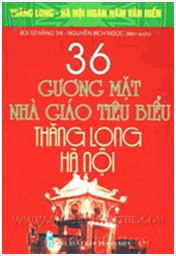 THĂNG LONG - HÀ NỘI NGÀN NĂM VĂN HIẾN
BÙI TỪ HẰNG THI - NGUYỄN BÍCH NGỌC
36
GƯƠNG MẶT
NHÀ GIÁO TIÊU BIỂU
THĂNG LONG
HÀ NỘI